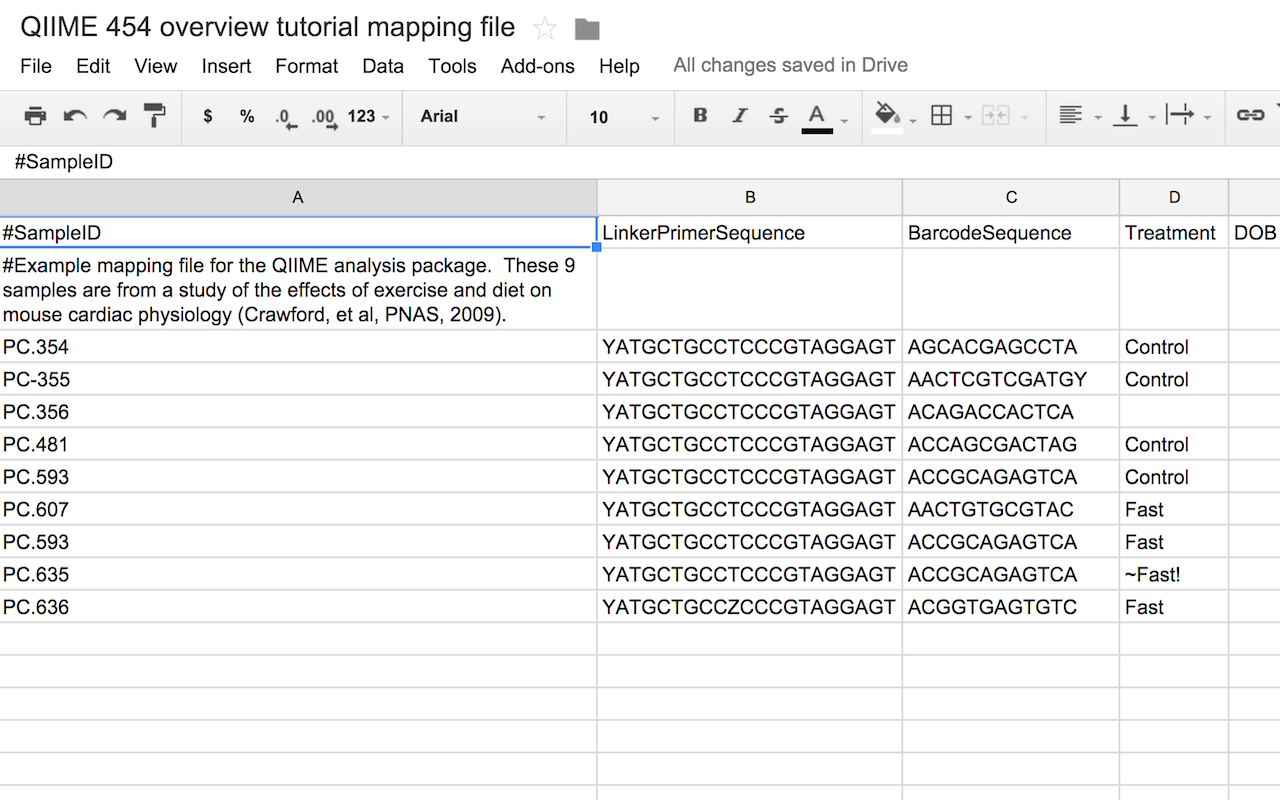 QIIME 454 overview tutorial mapping file
File Edit View Insert Format Data Tools Add-ons Help All changes saved in Drive
$ % .0 .00 123 Arial 10 B I S A
#SampleID
A B C D
#SampleID LinkerPrimerSequence BarcodeSequence Treatment DOB
#Example mapping file for the QIIME analysis package. These 9
samples are from a study of the effects of exercise and diet on
mouse cardiac physiology (Crawford, et al, PNAS, 2009).
PC.354 YATGCTGCCTCCCGTAGGAGT AGCACGAGCCTA Control
PC-355 YATGCTGCCTCCCGTAGGAGT AACTCGTCGATGY Control
PC.356 YATGCTGCCTCCCGTAGGAGT ACAGACCACTCA
PC.481 YATGCTGCCTCCCGTAGGAGT ACCAGCGACTAG Control
PC.593 YATGCTGCCTCCCGTAGGAGT ACCGCAGAGTCA Control
PC.607 YATGCTGCCTCCCGTAGGAGT AACTGTGCGTAC Fast
PC.593 YATGCTGCCTCCCGTAGGAGT ACCGCAGAGTCA Fast
PC.635 YATGCTGCCTCCCGTAGGAGT ACCGCAGAGTCA ~Fast!
PC.636 YATGCTGCCZCCCGTAGGAGT ACGGTGAGTGTC Fast